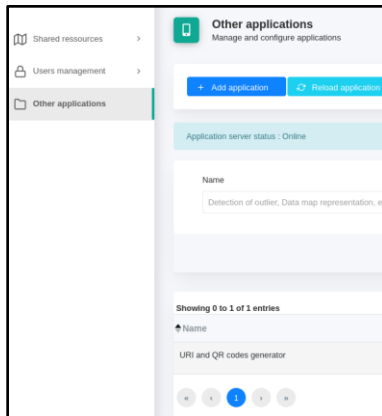 Other applications
Manage and configure applications
Shared ressources
Users management
Other applications
+ Add application
Reload application
Application server status : Online
Name
Detection of outlier, Data map representation, e
Showing 0 to 1 of 1 entries
Name
URI and QR codes generator
« ‹ 1 › »